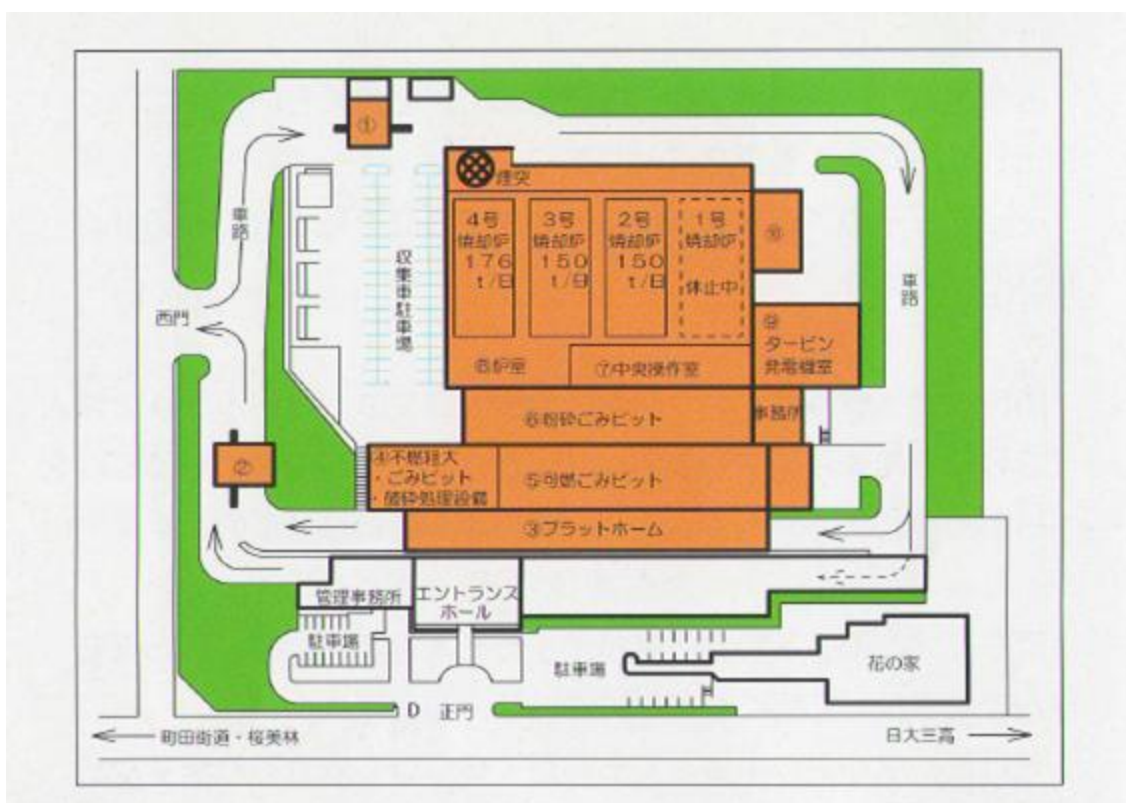 ①
煙突
4号
焼却炉
176
t/日
3号
焼却炉
150
t/日
2号
焼却炉
150
t/日
1号
焼却炉
休止中
⑩
車路
収集車駐車場
車路
西門
⑨
タービン
発電機室
⑧炉室
⑦中央操作室
⑥粉砕ごみピット
事務所
②
④不燃粗大
・ごみピット
・破砕処理設備
⑤可燃ごみピット
③プラットホーム
管理事務所
エントランス
ホール
駐車場
駐車場
花の家
D 正門
町田街道・桜美林
日大三高